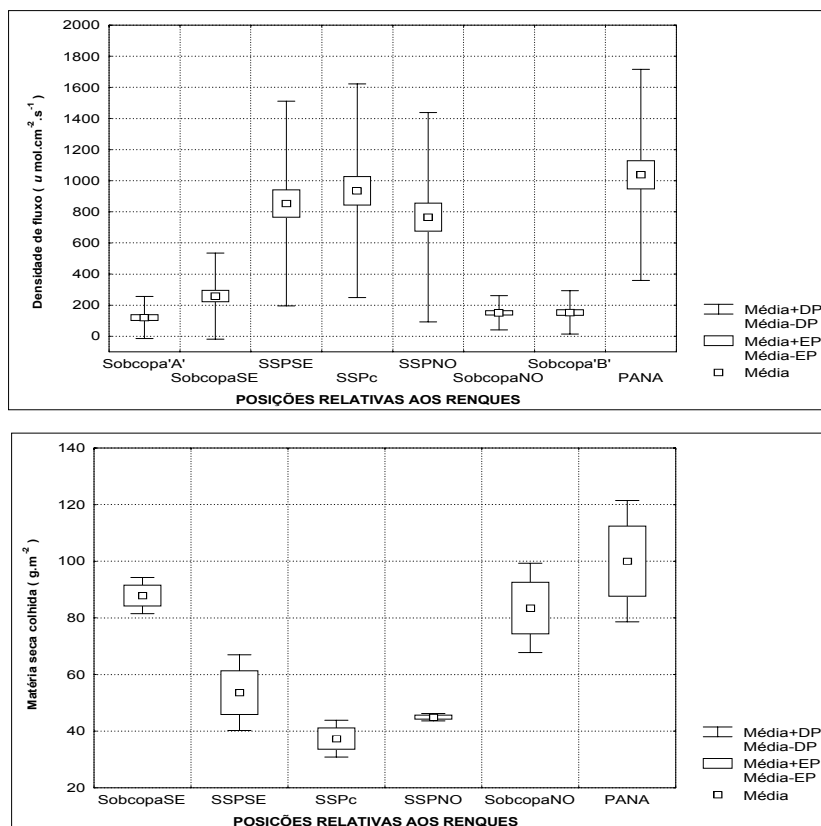 2000
1800
1600
1400
1200
1000
800
600
400
200
0
Densidade de fluxo ( u mol.cm-2.s-1)
Sobcopa'A'
SobcopaSE
SSPSE
SSPc
SSPNO
SobcopaNO
Sobcopa'B'
PANA
POSIÇÕES RELATIVAS AOS RENQUES
Média+DP
Média-DP
Média+EP
Média-EP
Média
140
120
100
80
60
40
20
Matéria seca colhida ( g.m-2)
SobcopaSE
SSPSE
SSPc
SSPNO
SobcopaNO
PANA
POSIÇÕES RELATIVAS AOS RENQUES
Média+DP
Média-DP
Média+EP
Média-EP
Média